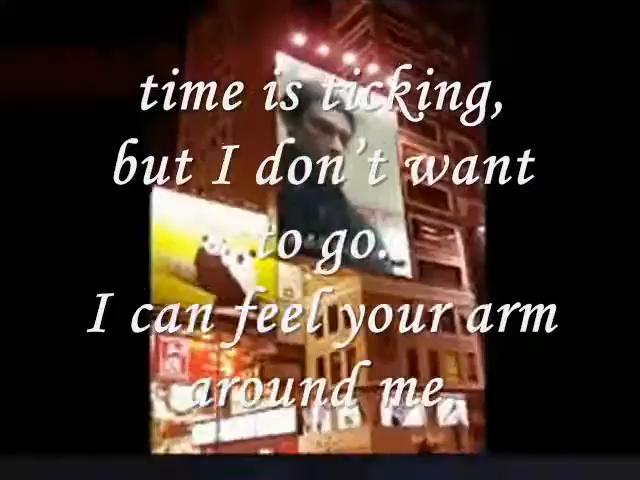 time is ticking,
but I don't want
to go.
I can feel your arm
around me.